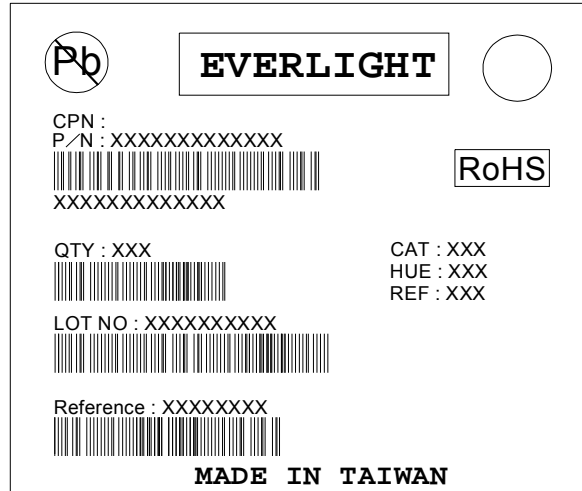 Pb
EVERLIGHT
CPN :
P/N : XXXXXXXXXXXXX
RoHS
XXXXXXXXXXXXX
QTY : XXX
CAT : XXX
HUE : XXX
REF : XXX
LOT NO : XXXXXXXXXX
Reference : XXXXXXXX
MADE IN TAIWAN